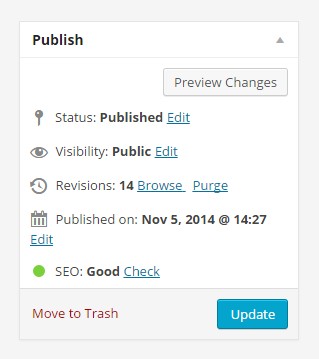 Publish
Preview Changes
Status: Published Edit
Visibility: Public Edit
Revisions: 14 Browse Purge
Published on: Nov 5, 2014 @ 14:27
Edit
SEO: Good Check
Move to Trash Update